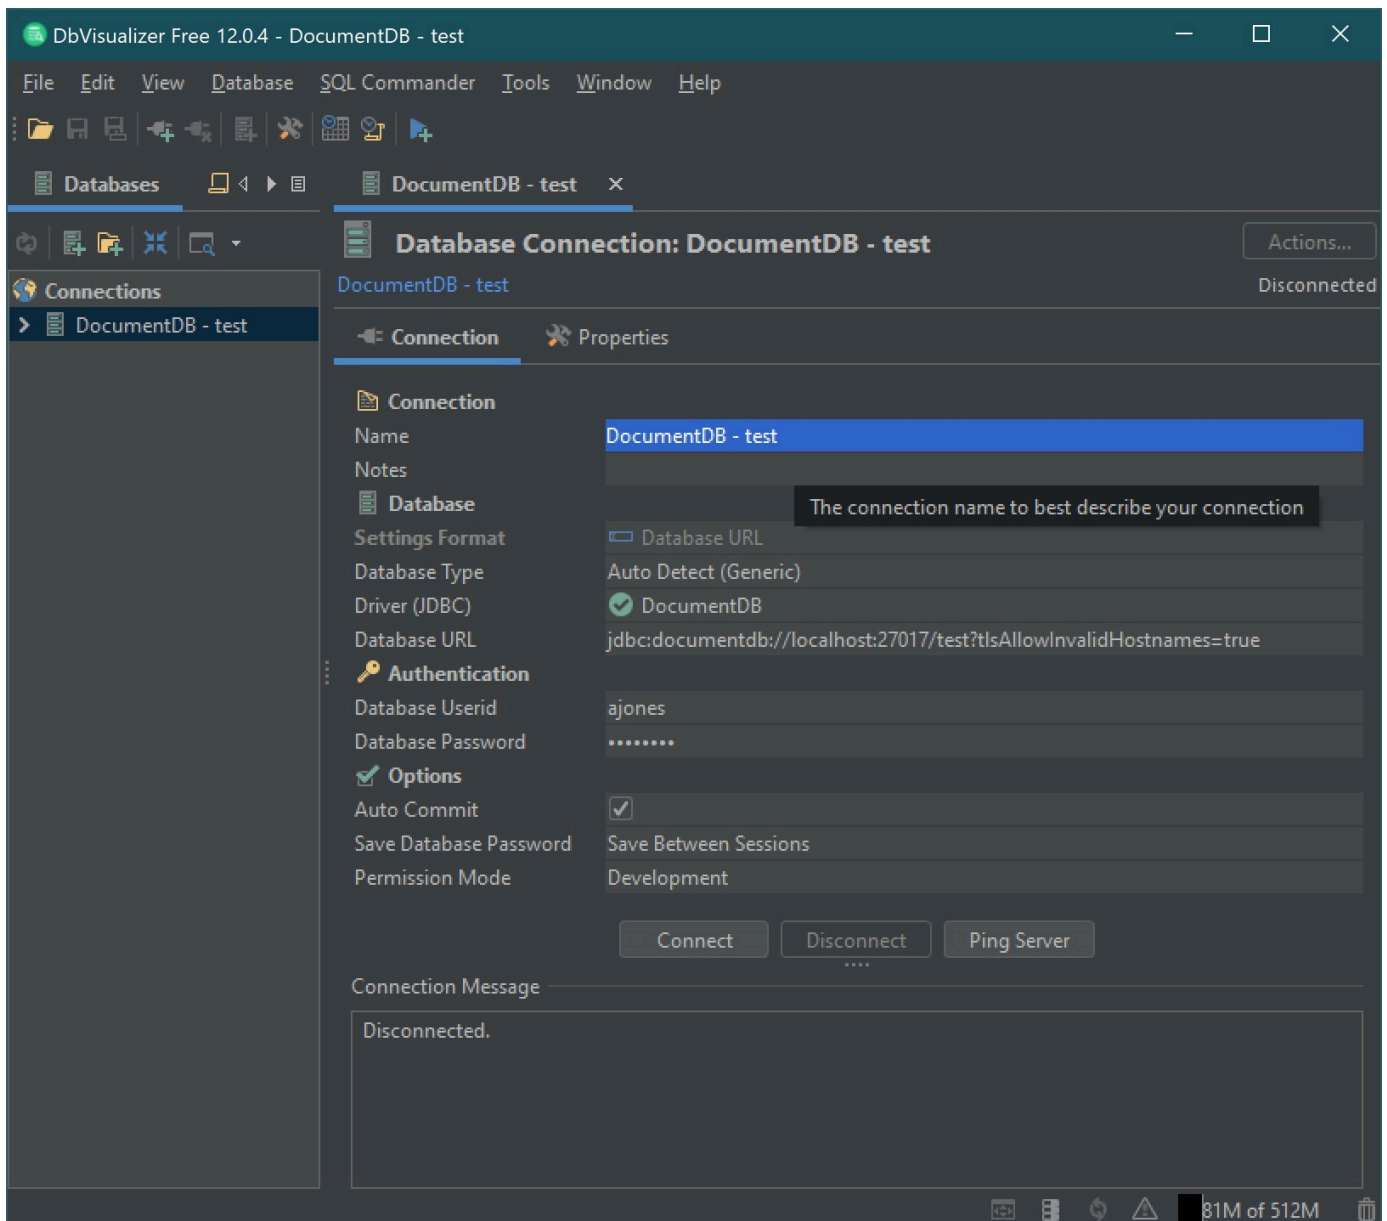 DbVisualizer Free 12.0.4 - DocumentDB - test
File Edit View Database SQL Commander Tools Window Help
Databases
DocumentDB - test
Database Connection: DocumentDB - test
Actions...
DocumentDB - test
Disconnected
Connections
DocumentDB - test
Connection Properties
Connection
Name DocumentDB - test
Notes
Database
The connection name to best describe your connection
Settings Format Database URL
Database Type Auto Detect (Generic)
Driver (JDBC) DocumentDB
Database URL jdbc:documentdb://localhost:27017/test?tlsAllowInvalidHostnames=true
Authentication
Database Userid ajones
Database Password ••••••••
Options
Auto Commit
Save Database Password Save Between Sessions
Permission Mode Development
Connect Disconnect Ping Server
Connection Message
Disconnected.
81M of 512M